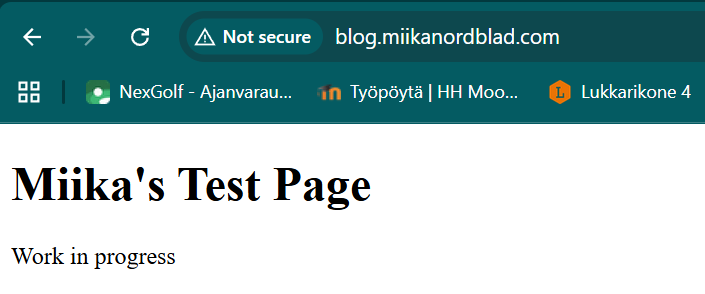 Not secure blog.miikanordblad.com
NexGolf - Ajanvarau... Työpöytä | HH Moo... L Lukkarikone 4
Miika's Test Page
Work in progress